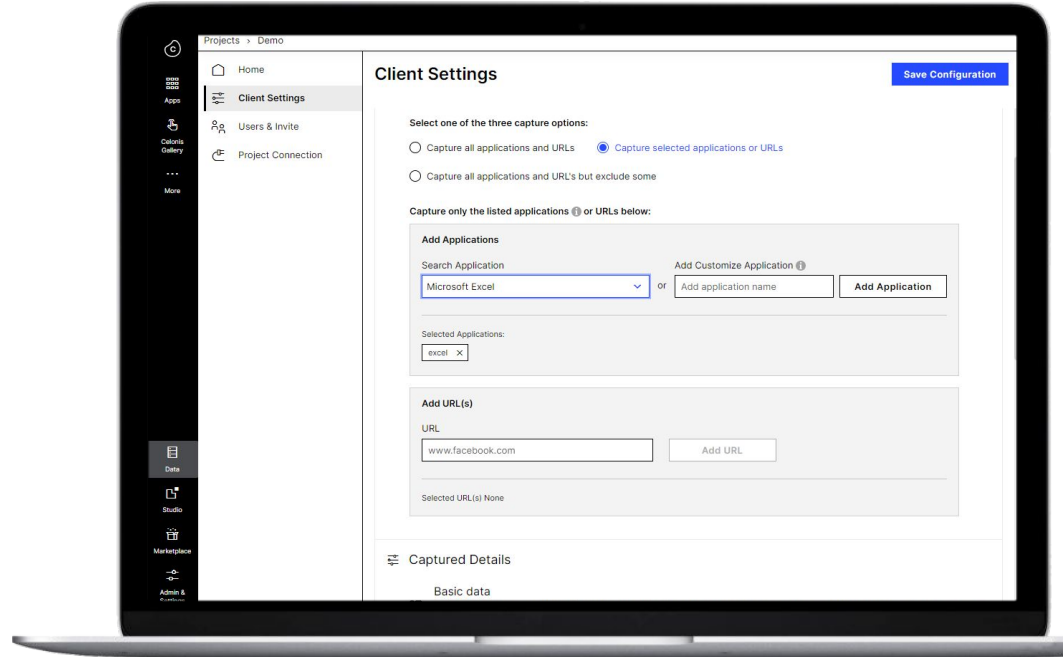 Projects > Demo
Apps
Celonis
Gallery
More
Data
Studio
Marketplace
Admin &
Settings
Home
Client Settings
Users & Invite
Project Connection
Client Settings
Save Configuration
Select one of the three capture options:
Capture all applications and URLs
Capture selected applications or URLs
Capture all applications and URL's but exclude some
Capture only the listed applications or URLs below:
Add Applications
Search Application
Add Customize Application
Microsoft Excel
or
Add application name
Add Application
Selected Applications:
excel X
Add URL(s)
URL
www.facebook.com
Add URL
Selected URL(s) None
Captured Details
Basic data